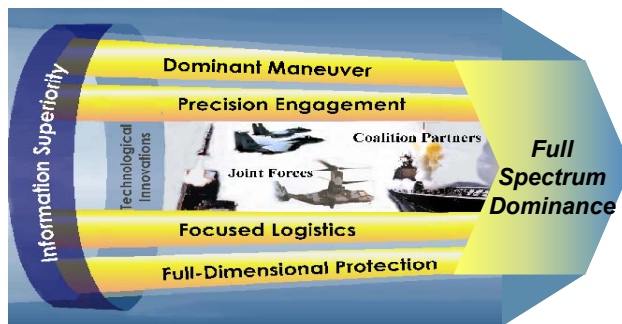 Information Superiority
Technological
Innovations
Dominant Maneuver
Precision Engagement
Coalition Partners
Joint Forces
Focused Logistics
Full-Dimensional Protection
Full
Spectrum
Dominance